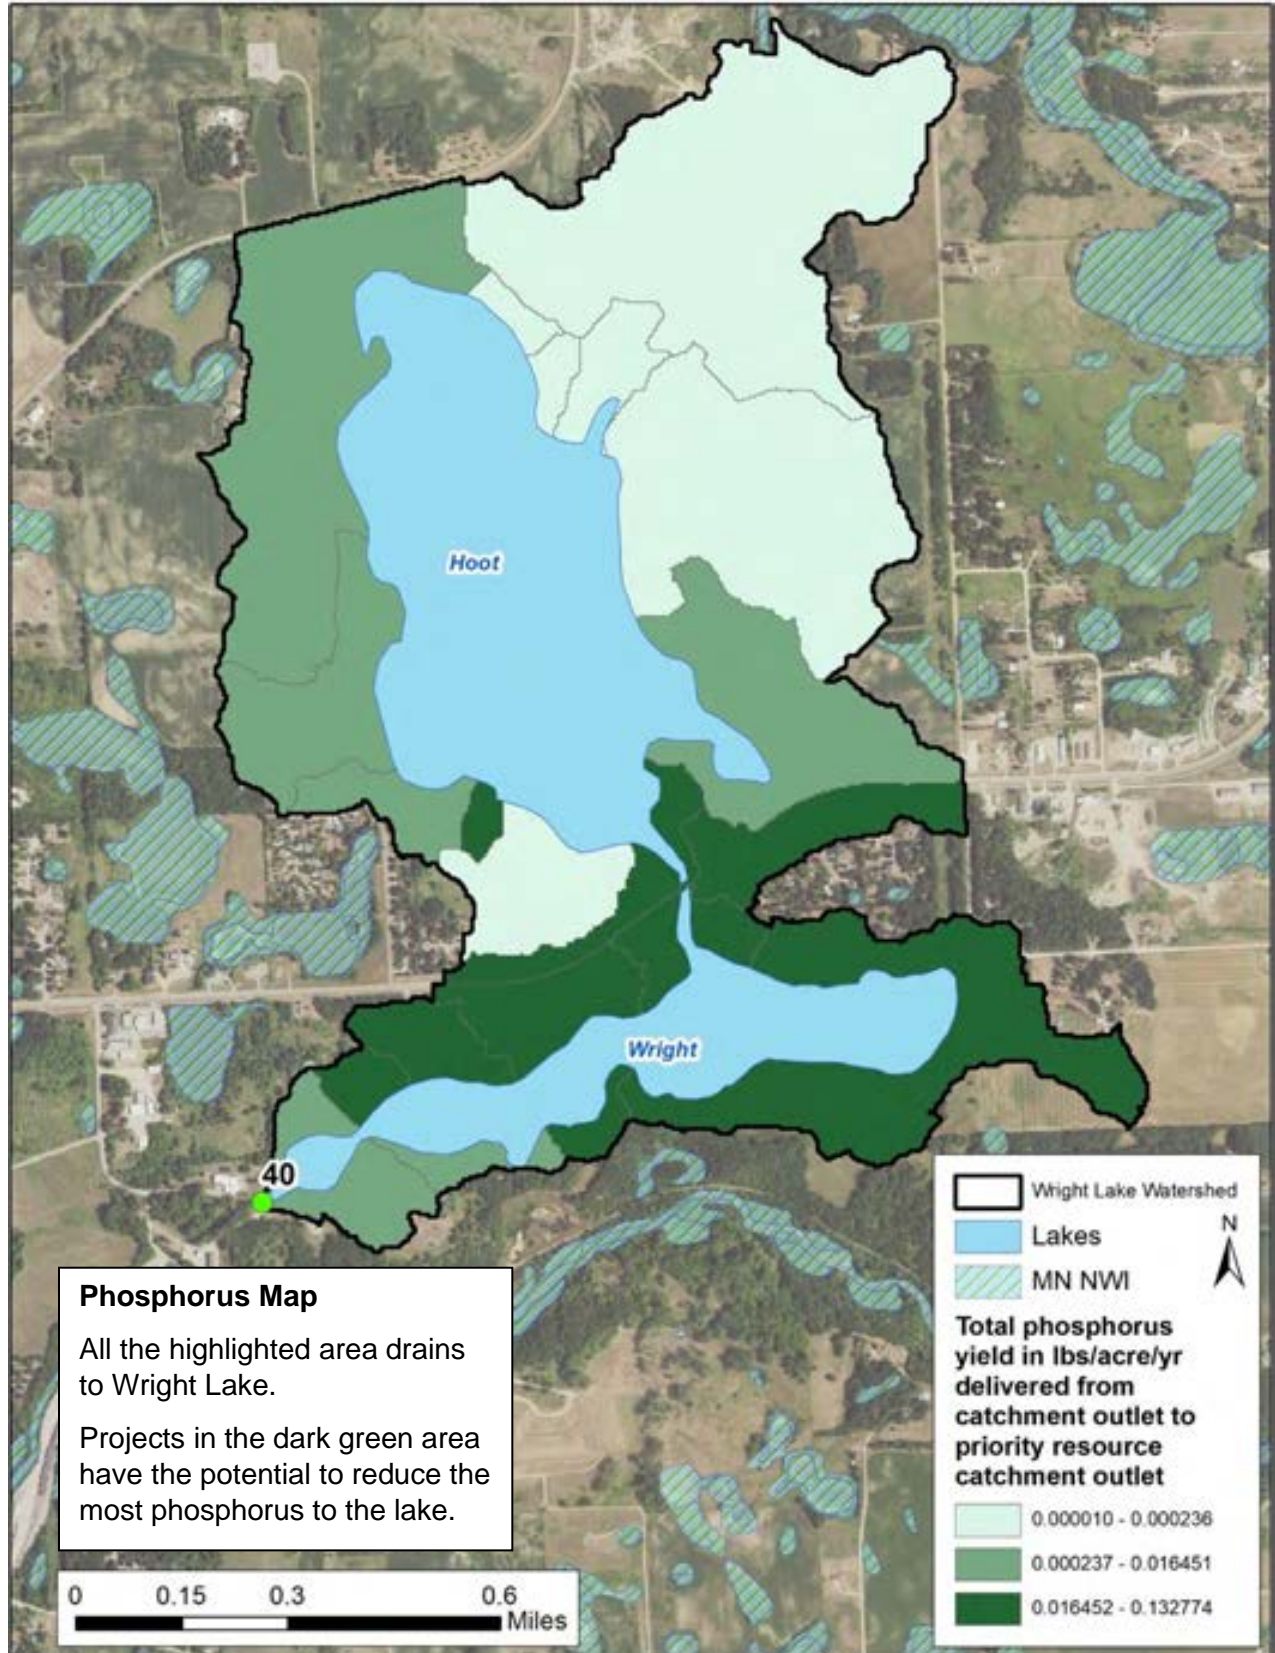 Hoot
Wright
40
Phosphorus Map
All the highlighted area drains
to Wright Lake.
Projects in the dark green area
have the potential to reduce the
most phosphorus to the lake.
0 0.15 0.3 0.6
Miles
Wright Lake Watershed
N
Lakes
MN NWI
Total phosphorus
yield in lbs/acre/yr
delivered from
catchment outlet to
priority resource
catchment outlet
0.000010 - 0.000236
0.000237 - 0.016451
0.016452 - 0.132774